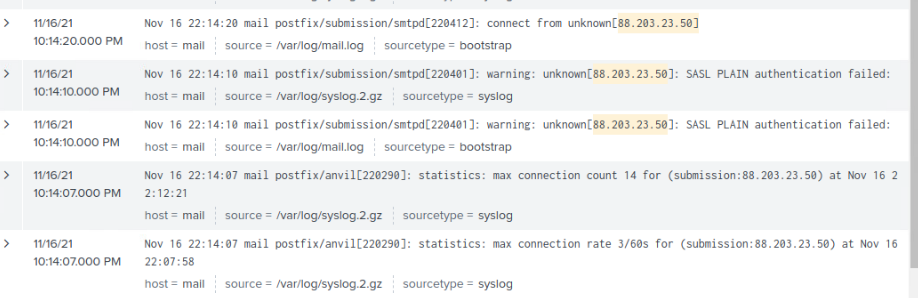 11/16/21 Nov 16 22:14:20 mail postfix/submission/smtpd[220412]: connect from unknown[88.203.23.50]
10:14:20.000 PM host = mail source = /var/log/mail.log sourcetype = bootstrap
11/16/21 Nov 16 22:14:10 mail postfix/submission/smtpd[220401]: warning: unknown[88.203.23.50]: SASL PLAIN authentication failed:
10:14:10.000 PM host = mail source = /var/log/syslog.2.gz sourcetype = syslog
11/16/21 Nov 16 22:14:10 mail postfix/submission/smtpd[220401]: warning: unknown[88.203.23.50]: SASL PLAIN authentication failed:
10:14:10.000 PM host = mail source = /var/log/mail.log sourcetype = bootstrap
11/16/21 Nov 16 22:14:07 mail postfix/anvil[220290]: statistics: max connection count 14 for (submission:88.203.23.50) at Nov 16 2
10:14:07.000 PM 2:12:21
host = mail source = /var/log/syslog.2.gz sourcetype = syslog
11/16/21 Nov 16 22:14:07 mail postfix/anvil[220290]: statistics: max connection rate 3/60s for (submission:88.203.23.50) at Nov 16
10:14:07.000 PM 22:07:58
host = mail source = /var/log/syslog.2.gz sourcetype = syslog